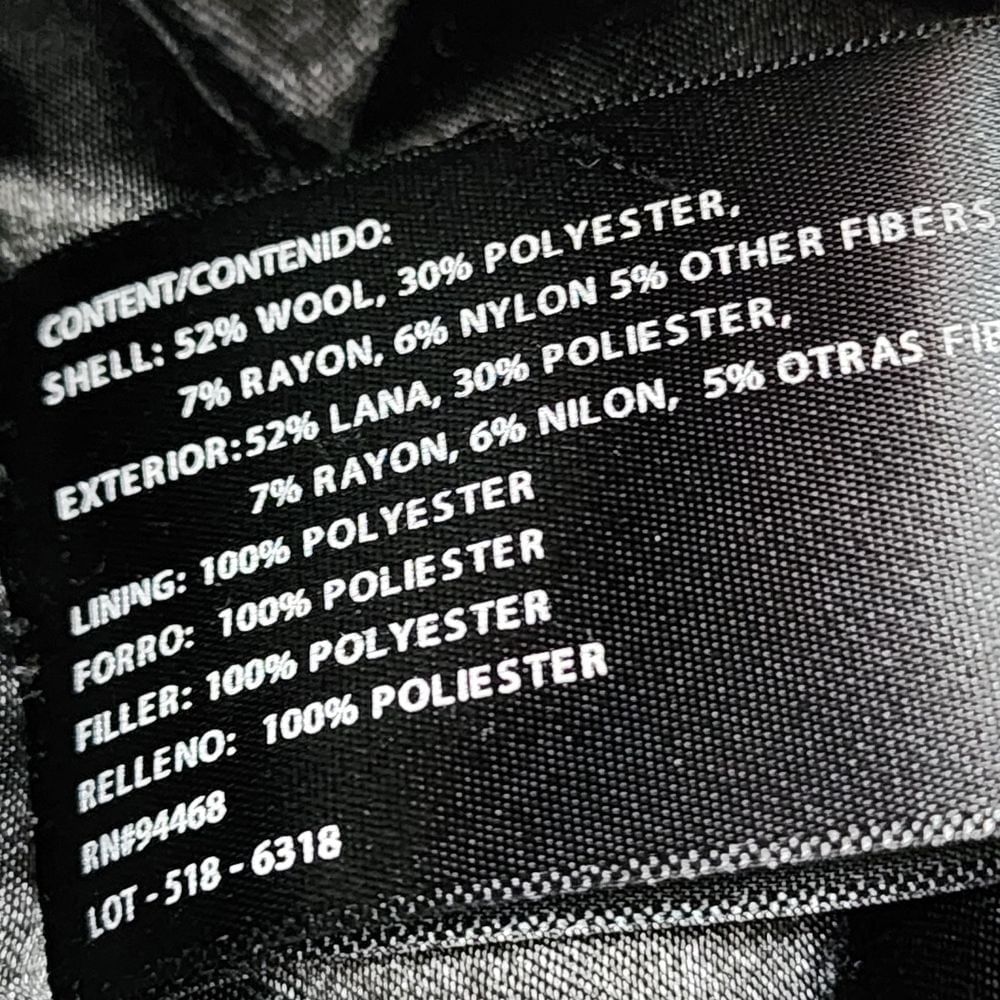 CONTENT/CONTENIDO:
SHELL: 52% WOOL, 30% POLYESTER,
7% RAYON, 6% NYLON 5% OTHER FIBERS
EXTERIOR:52% LANA, 30% POLIESTER,
7% RAYON, 6% NILON, 5% OTRAS FIB
LINING: 100% POLYESTER
FORRO: 100% POLIESTER
FILLER: 100% POLYESTER
RELLENO: 100% POLIESTER
RN#94468
LOT - 518 - 6318